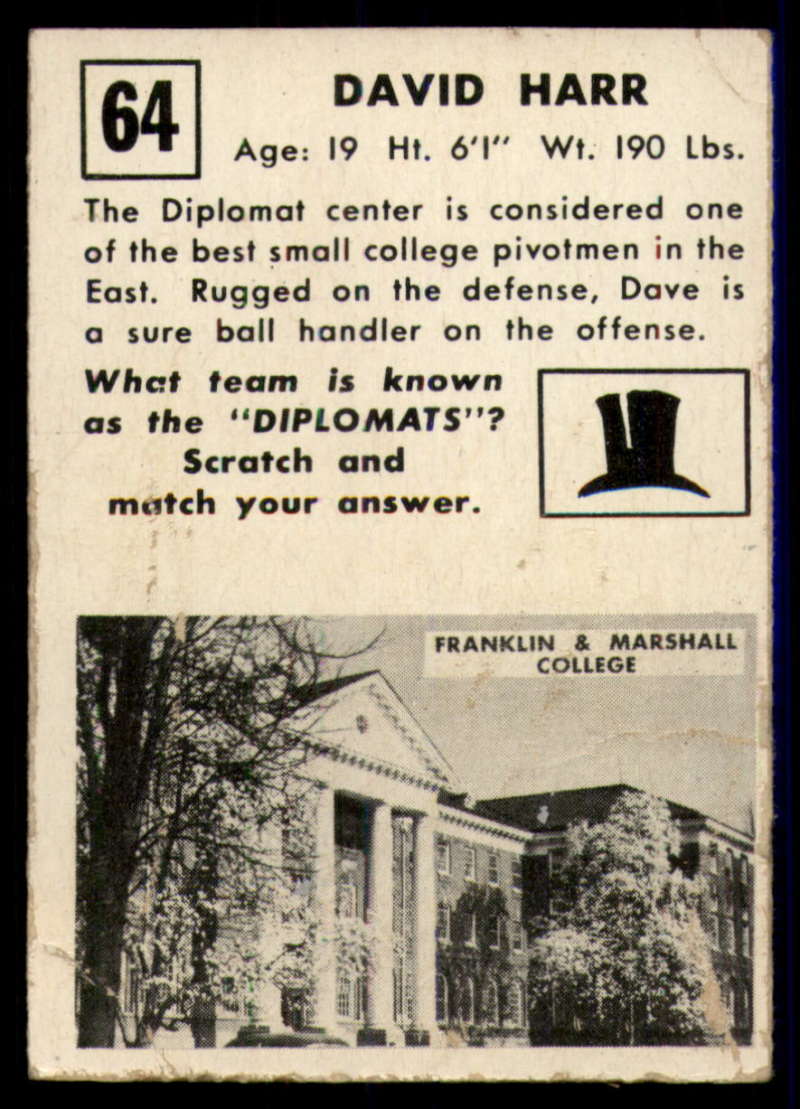 64
DAVID HARR
Age: 19 Ht. 6'1" Wt. 190 Lbs.
The Diplomat center is considered one
of the best small college pivotmen in the
East. Rugged on the defense, Dave is
a sure ball handler on the offense.
What team is known
as the "DIPLOMATS"?
Scratch and
match your answer.
FRANKLIN & MARSHALL
COLLEGE